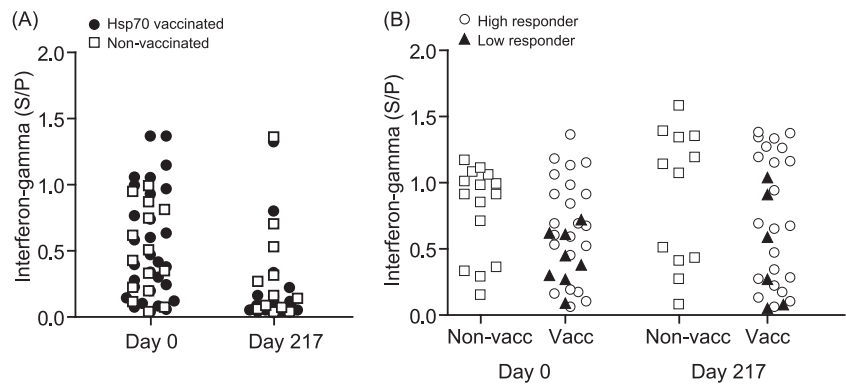 (A)
Hsp70 vaccinated
Non-vaccinated
Interferon-gamma (S/P)
2.0
1.5
1.0
0.5
0.0
Day 0 Day 217
(B)
High responder
Low responder
Interferon-gamma (S/P)
2.0
1.5
1.0
0.5
0.0
Non-vacc Vacc Non-vacc Vacc
Day 0 Day 217